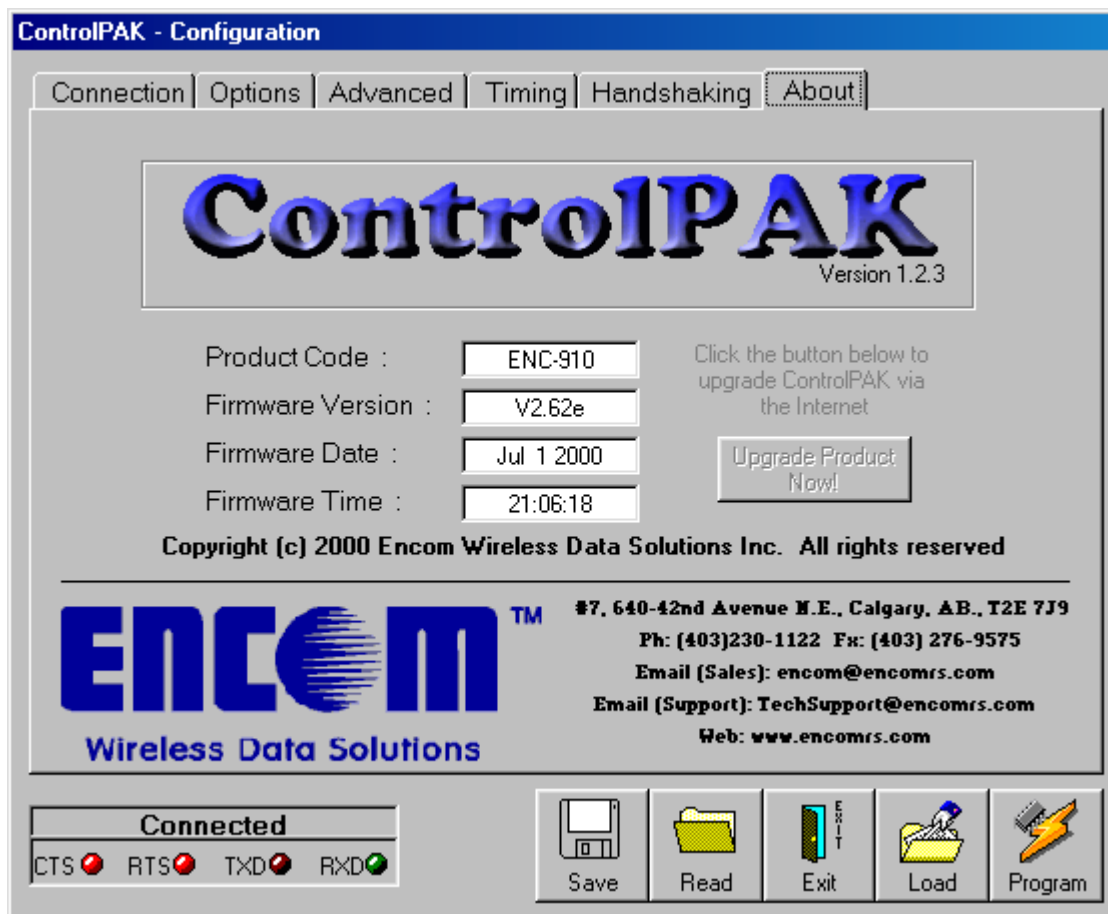 ControlPAK - Configuration
Connection Options Advanced Timing Handshaking About
ControlPAK
Version 1.2.3
Product Code : ENC-910
Firmware Version : V2.62e
Firmware Date : Jul 1 2000
Firmware Time : 21:06:18
Click the button below to
upgrade ControlPAK via
the Internet
Upgrade Product
Now!
Copyright (c) 2000 Encom Wireless Data Solutions Inc. All rights reserved
ENCOM TM
Wireless Data Solutions
#7, 640-42nd Avenue N.E., Calgary, AB., T2E 7J9
Ph: (403)230-1122 Fx: (403) 276-9575
Email (Sales): encom@encomrs.com
Email (Support): TechSupport@encomrs.com
Web: www.encomrs.com
Connected
CTS RTS TXD RXD
EXIT
Save Read Exit Load Program